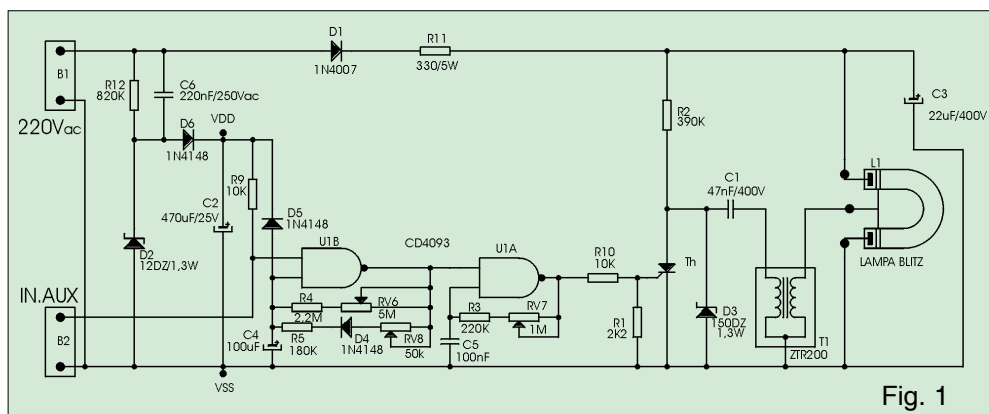 D1
1N4007
R11
330/5W
B1
220Vac
R12
820K
C6
220nF/250Vac
D6
1N4148
VDD
R9
10K
C2
470uF/25V
D5
1N4148
D2
12DZ/1,3W
U1B
CD4093
U1A
R10
10K
Th
R2
390K
C1
47nF/400V
C3
22uF/400V
L1
LAMPA BLITZ
IN.AUX
B2
R4
2,2M
RV6
5M
R5
180K
D4
1N4148
RV8
50k
C4
100uF
R3
220K
RV7
1M
C5
100nF
R1
2K2
D3
150DZ
1,3W
T1
ZTR200
VSS
Fig. 1